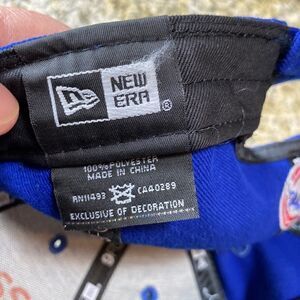 NEW
ERA®
100% POLYESTER
MADE IN CHINA
RN11493 CA40289
EXCLUSIVE OF DECORATION